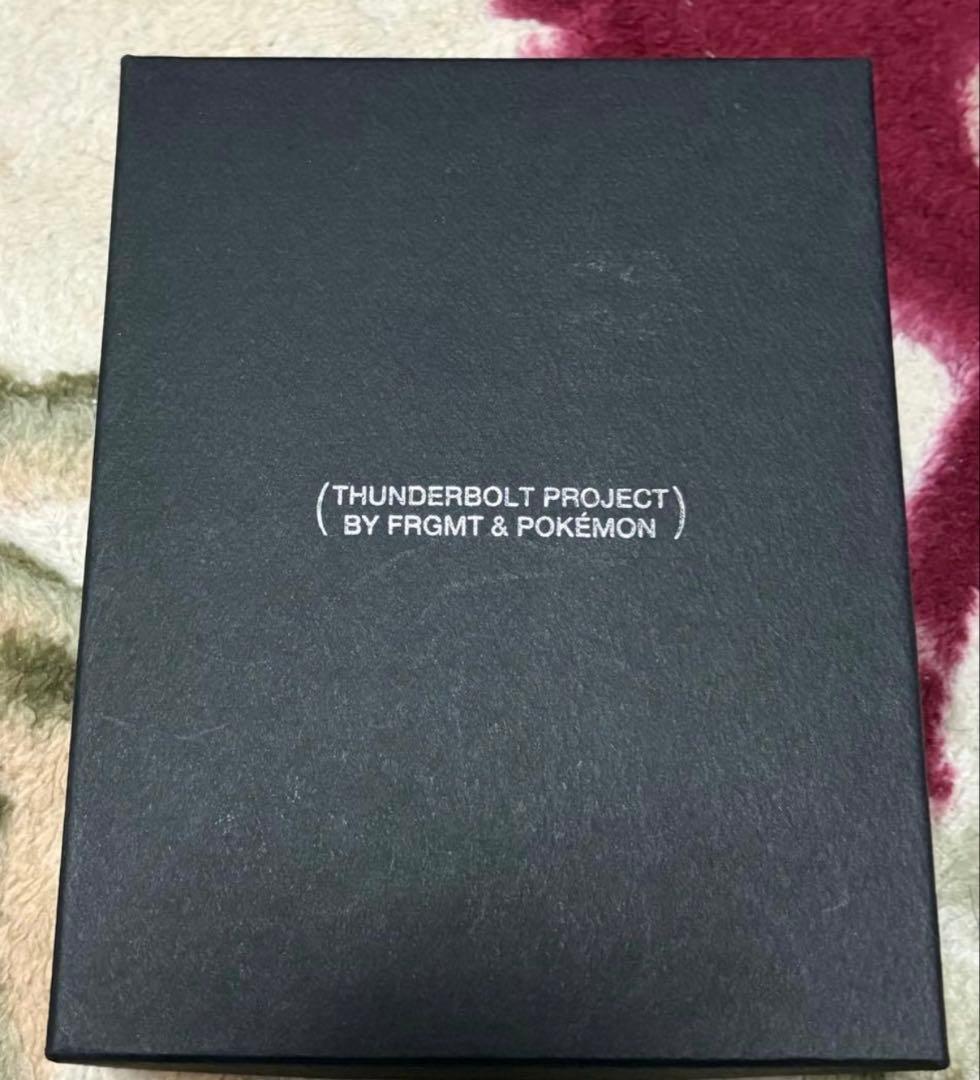 (THUNDERBOLT PROJECT
BY FRGMT & POKÉMON)